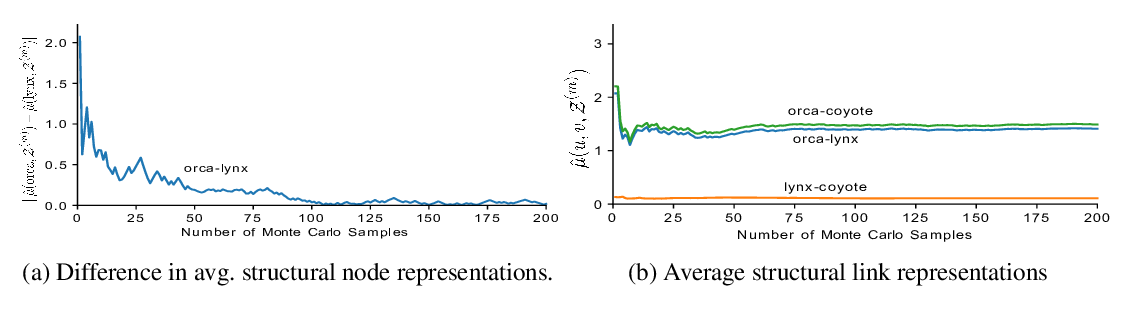 |μ̂(orca, 𝒵^(m)) − μ̂(lynx, 𝒵^(m))|
2.0
1.5
1.0
0.5
0.0
orca-lynx
0 25 50 75 100 125 150 175 200
Number of Monte Carlo Samples
(a) Difference in avg. structural node representations.
μ̂(u, v, 𝒵^(m))
3
2
1
0
orca-coyote
orca-lynx
lynx-coyote
0 25 50 75 100 125 150 175 200
Number of Monte Carlo Samples
(b) Average structural link representations